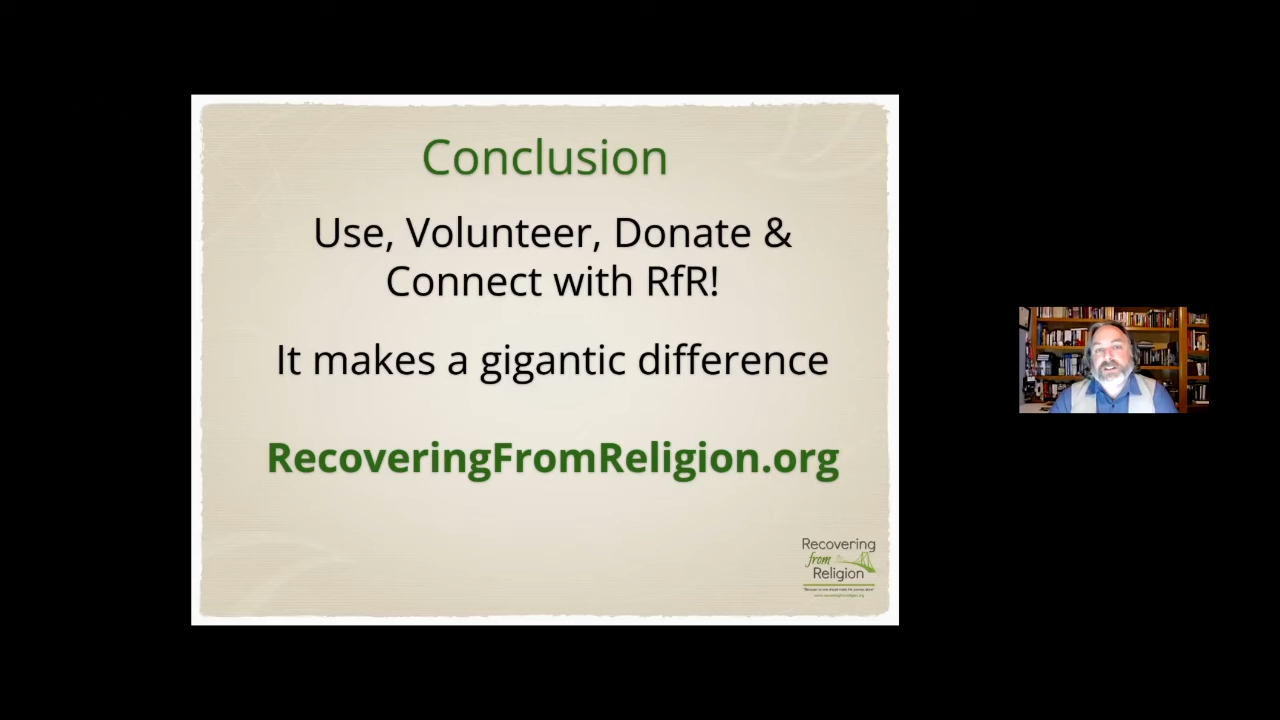 Conclusion
Use, Volunteer, Donate &
Connect with RfR!
It makes a gigantic difference
RecoveringFromReligion.org
Recovering
from
Religion